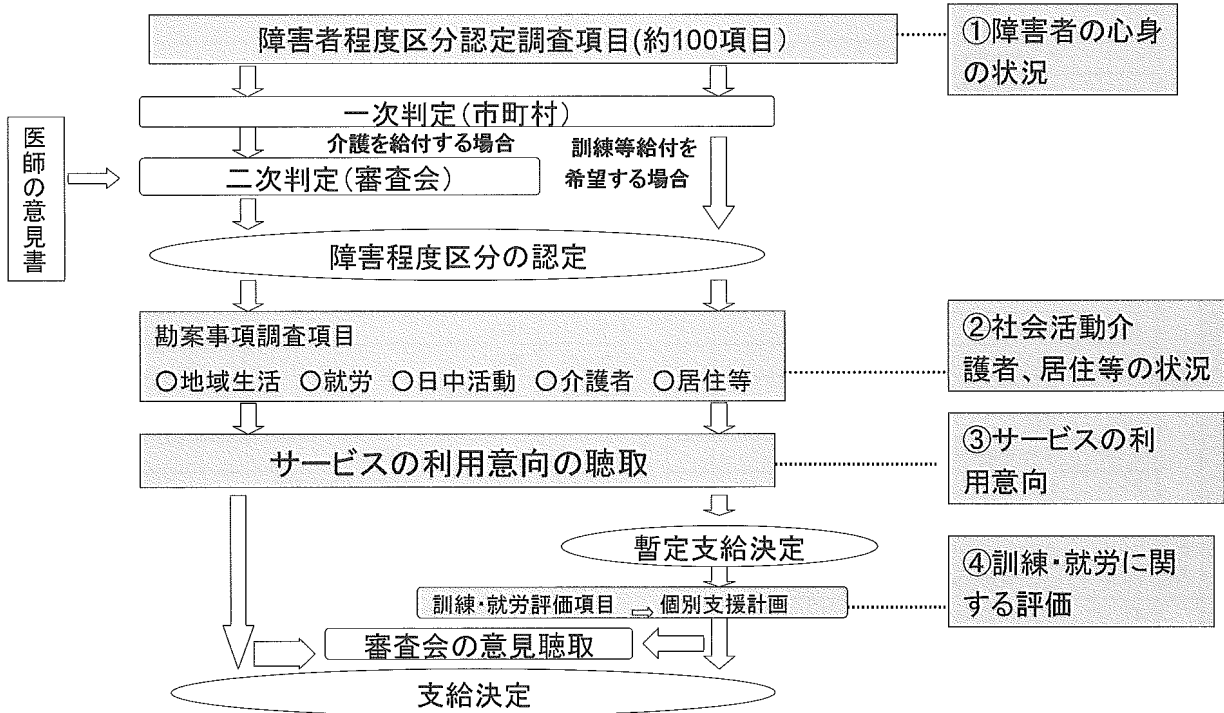 障害者程度区分認定調査項目(約100項目)
①障害者の心身
の状況
一次判定(市町村)
介護を給付する場合
訓練等給付を
希望する場合
医師の意見書
二次判定(審査会)
障害程度区分の認定
勘案事項調査項目
○地域生活 ○就労 ○日中活動 ○介護者 ○居住等
②社会活動介
護者、居住等の状況
サービスの利用意向の聴取
③サービスの利
用意向
暫定支給決定
訓練・就労評価項目 ⇒ 個別支援計画
④訓練・就労に関
する評価
審査会の意見聴取
支給決定